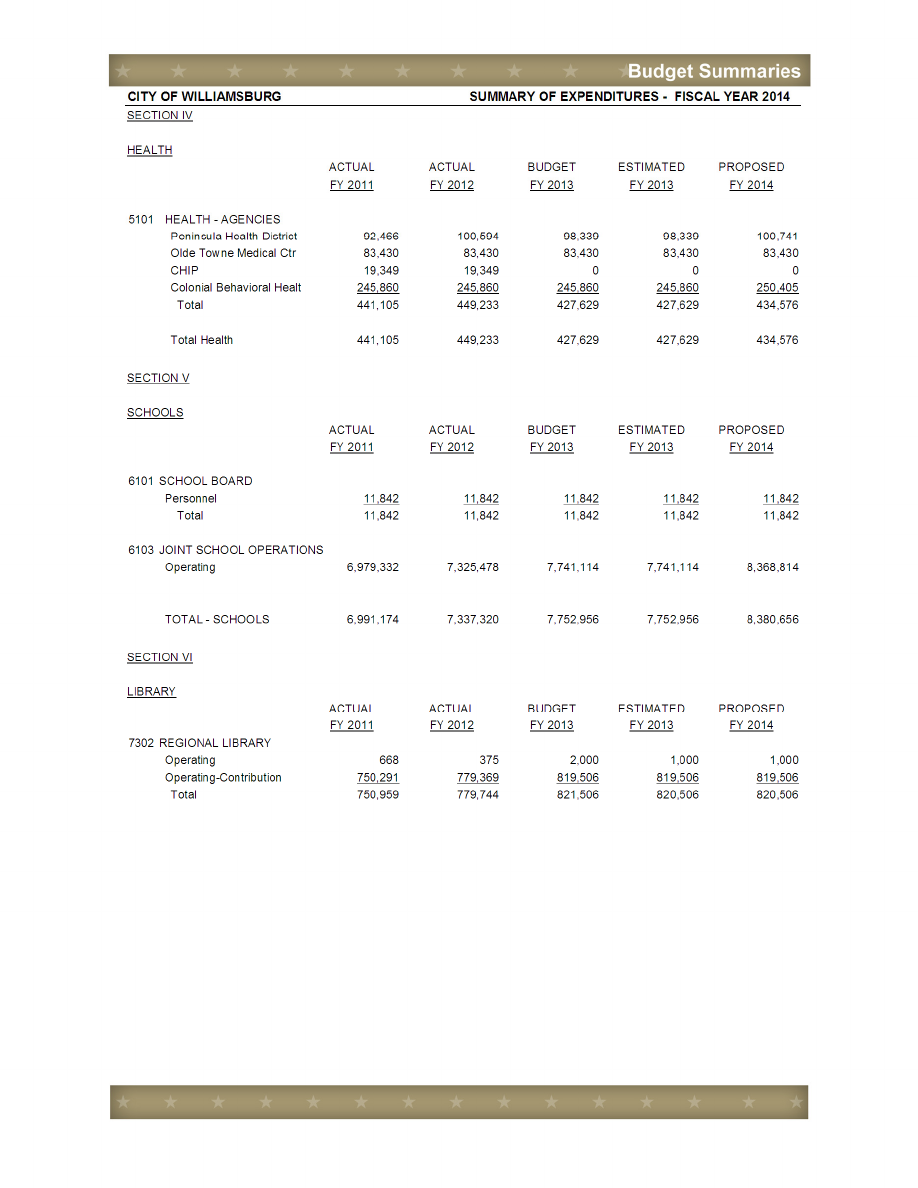 Budget Summaries
CITY OF WILLIAMSBURG SUMMARY OF EXPENDITURES - FISCAL YEAR 2014
SECTION IV
HEALTH
ACTUAL ACTUAL BUDGET ESTIMATED PROPOSED
FY 2011 FY 2012 FY 2013 FY 2013 FY 2014
5101 HEALTH - AGENCIES
Peninsula Health District 92,466 100,594 98,339 98,339 100,741
Olde Towne Medical Ctr 83,430 83,430 83,430 83,430 83,430
CHIP 19,349 19,349 0 0 0
Colonial Behavioral Healt 245,860 245,860 245,860 245,860 250,405
Total 441,105 449,233 427,629 427,629 434,576
Total Health 441,105 449,233 427,629 427,629 434,576
SECTION V
SCHOOLS
ACTUAL ACTUAL BUDGET ESTIMATED PROPOSED
FY 2011 FY 2012 FY 2013 FY 2013 FY 2014
6101 SCHOOL BOARD
Personnel 11,842 11,842 11,842 11,842 11,842
Total 11,842 11,842 11,842 11,842 11,842
6103 JOINT SCHOOL OPERATIONS
Operating 6,979,332 7,325,478 7,741,114 7,741,114 8,368,814
TOTAL - SCHOOLS 6,991,174 7,337,320 7,752,956 7,752,956 8,380,656
SECTION VI
LIBRARY
ACTUAL ACTUAL BUDGET ESTIMATED PROPOSED
FY 2011 FY 2012 FY 2013 FY 2013 FY 2014
7302 REGIONAL LIBRARY
Operating 668 375 2,000 1,000 1,000
Operating-Contribution 750,291 779,369 819,506 819,506 819,506
Total 750,959 779,744 821,506 820,506 820,506